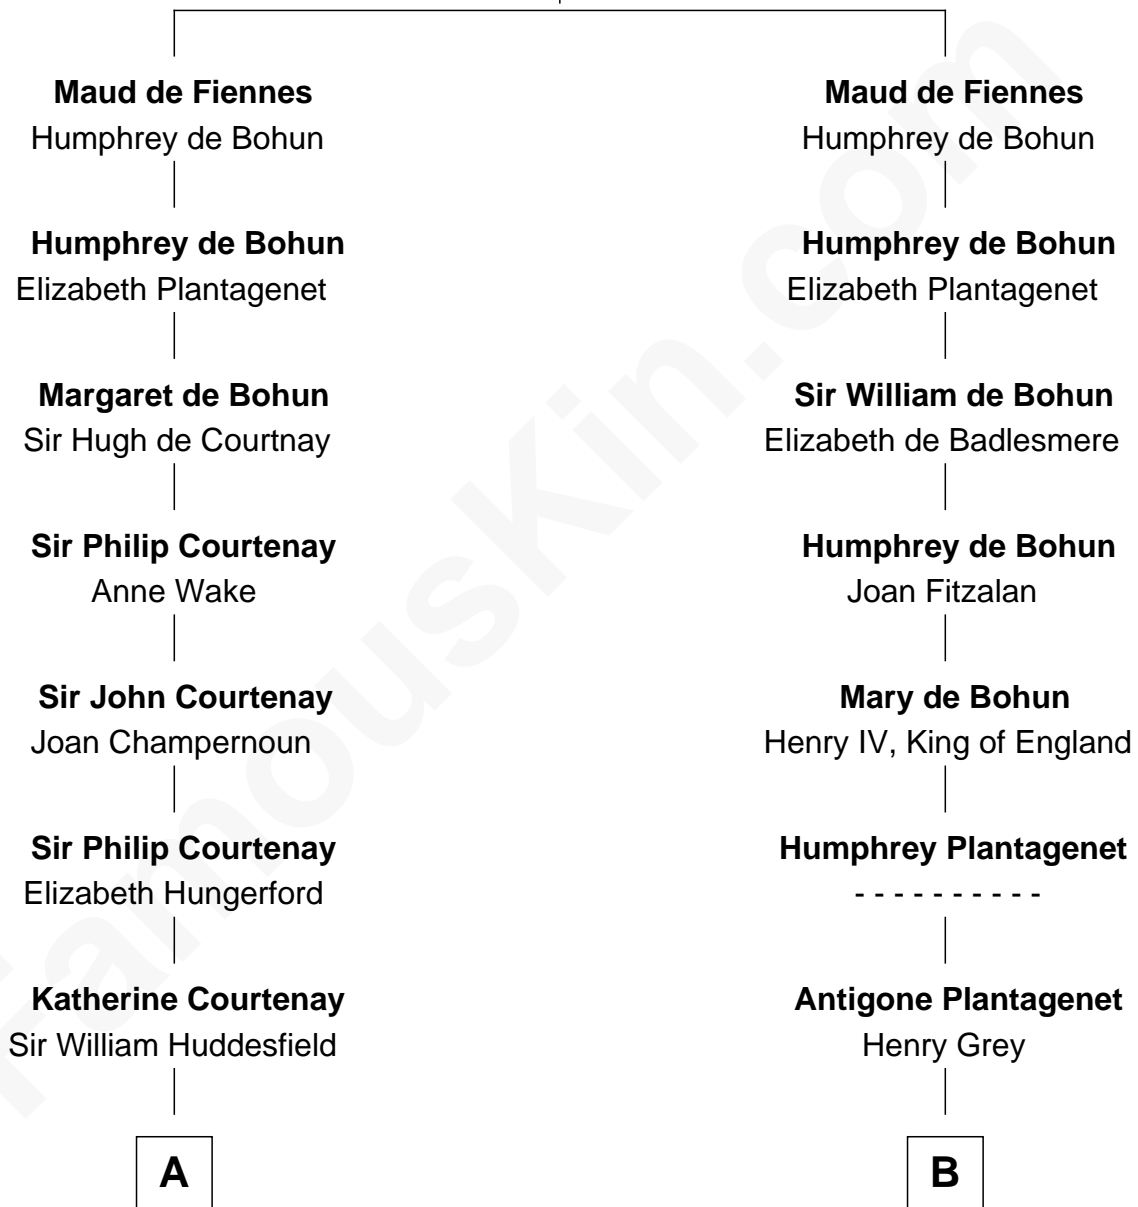 Maud de Fiennes
Humphrey de Bohun
Humphrey de Bohun
Elizabeth Plantagenet
Margaret de Bohun
Sir Hugh de Courtnay
Sir Philip Courtenay
Anne Wake
Sir John Courtenay
Joan Champernoun
Sir Philip Courtenay
Elizabeth Hungerford
Katherine Courtenay
Sir William Huddesfield
A
Maud de Fiennes
Humphrey de Bohun
Humphrey de Bohun
Elizabeth Plantagenet
Sir William de Bohun
Elizabeth de Badlesmere
Humphrey de Bohun
Joan Fitzalan
Mary de Bohun
Henry IV, King of England
Humphrey Plantagenet
- - - - - - - - - -
Antigone Plantagenet
Henry Grey
B
FamousKin.com